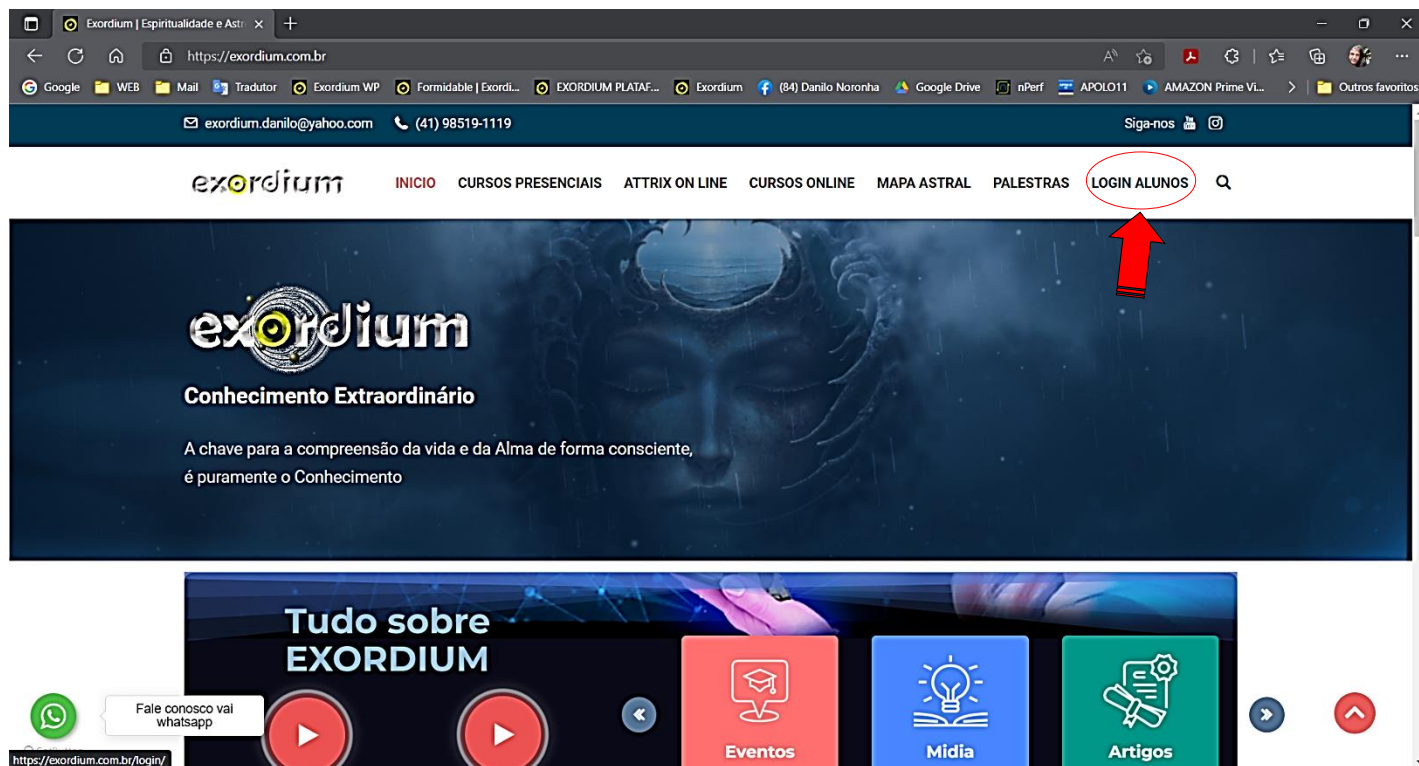 Exordium | Espiritualidade e Astr
https://exordium.com.br
Google WEB Mail Tradutor Exordium WP Formidable | Exordi... EXORDIUM PLATAF... Exordium (84) Danilo Noronha Google Drive nPerf APOLO11 AMAZON Prime Vi... Outros favoritos
exordium.danilo@yahoo.com (41) 98519-1119 Siga-nos
exordium INICIO CURSOS PRESENCIAIS ATTRIX ON LINE CURSOS ONLINE MAPA ASTRAL PALESTRAS LOGIN ALUNOS
exordium
Conhecimento Extraordinário
A chave para a compreensão da vida e da Alma de forma consciente,
é puramente o Conhecimento
Tudo sobre
EXORDIUM
Fale conosco vai
whatsapp
Eventos Midia Artigos
https://exordium.com.br/login/